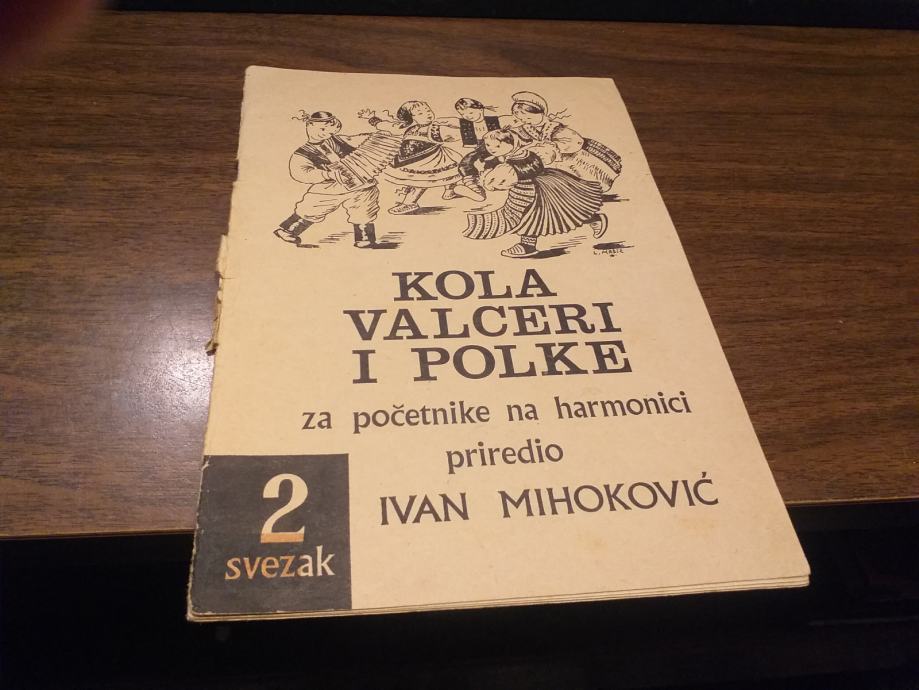 KOLA
VALCERI
I POLKE
za početnike na harmonici
priredio
IVAN MIHOKOVIĆ
2
svezak